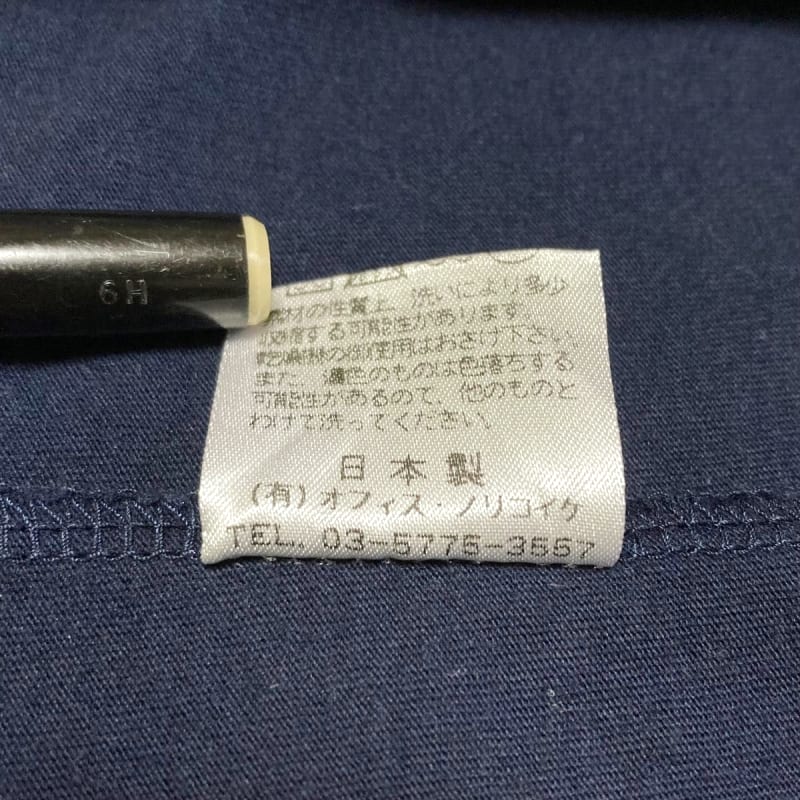 6H
素材の性質上、洗いにより多少
収縮する可能性があります。
乾燥機の御使用はおさけ下さい。
また、濃色のものは色落ちする
可能性があるので、他のものと
わけて洗ってください。
日本製
(有)オフィス・ノリコイケ
TEL. 03-5775-3557